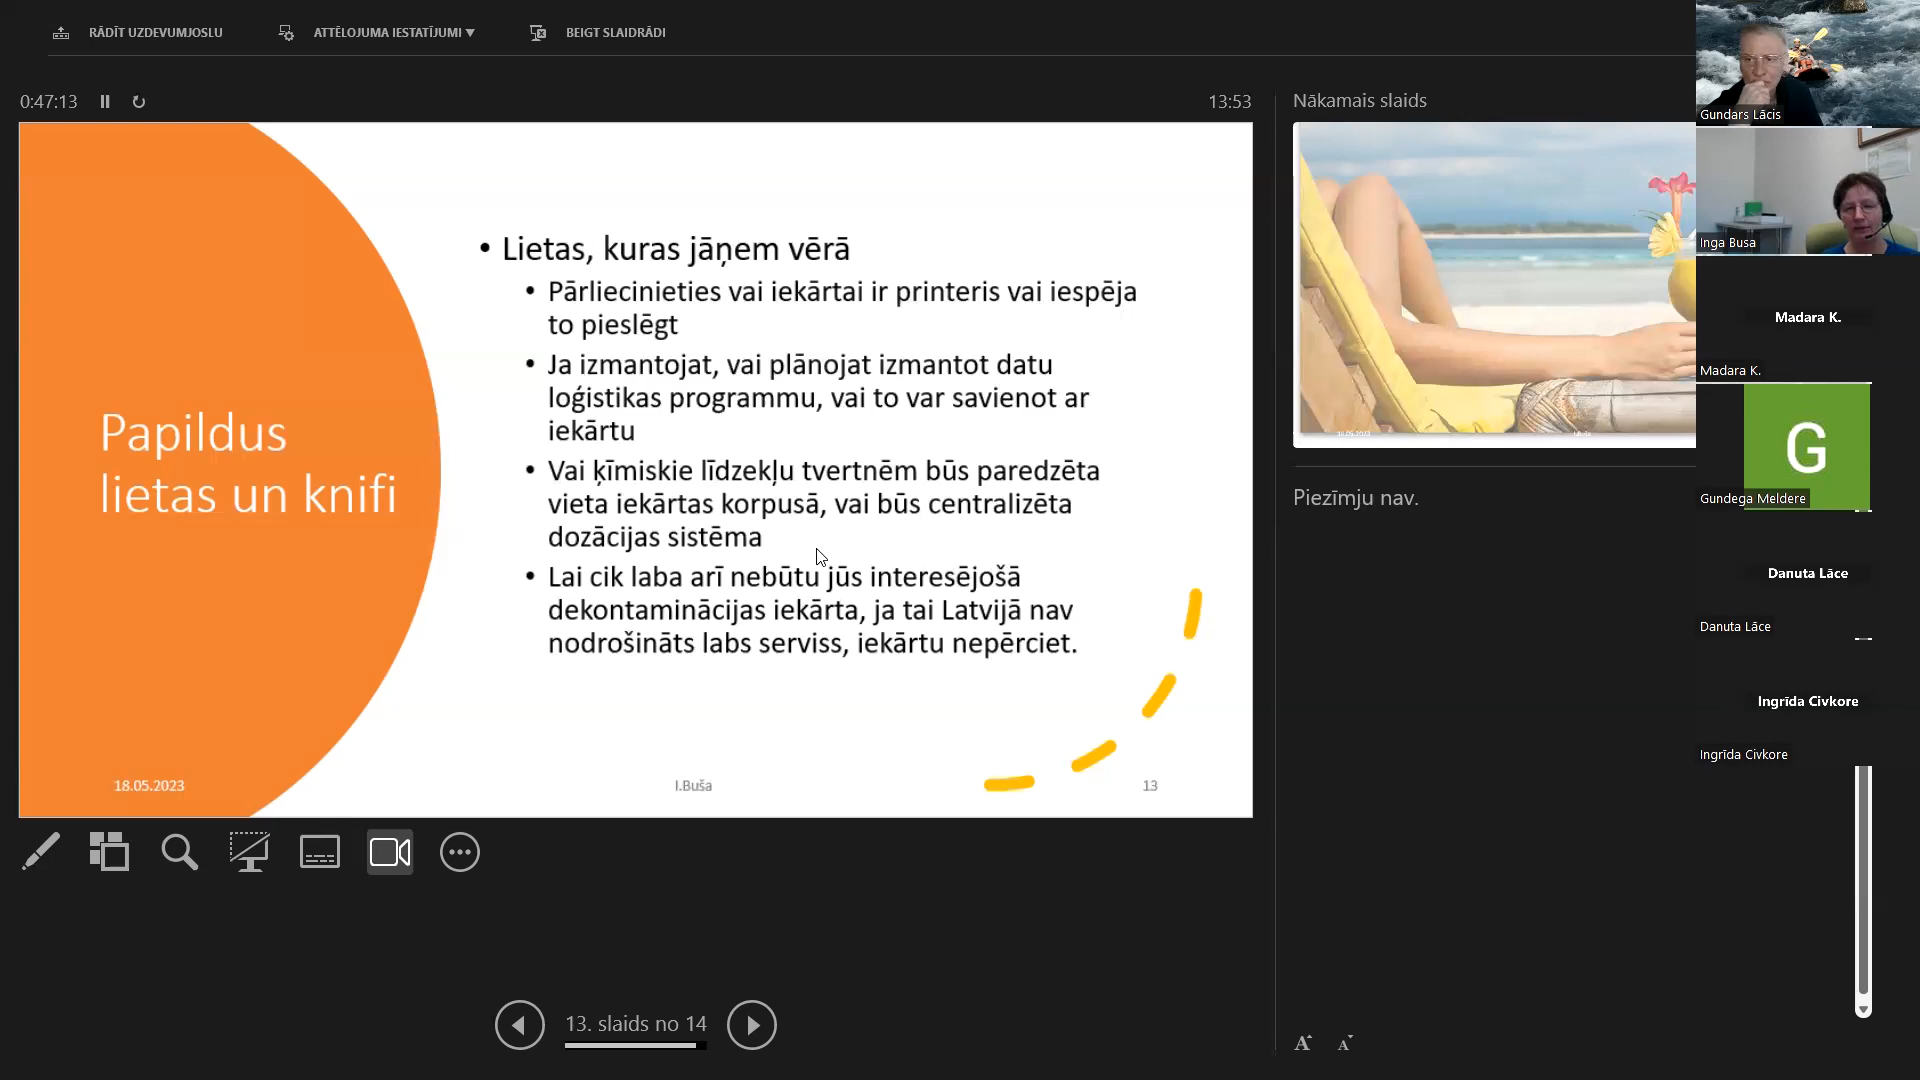 RĀDĪT UZDEVUMJOSLU
ATTĒLOJUMA IESTATĪJUMI ▾
BEIGT SLAIDRĀDI
0:47:13
13:53
Papildus
lietas un knifi
• Lietas, kuras jāņem vērā
• Pārliecinieties vai iekārtai ir printeris vai iespēja
to pieslēgt
• Ja izmantojat, vai plānojat izmantot datu
loģistikas programmu, vai to var savienot ar
iekārtu
• Vai ķīmiskie līdzekļu tvertnēm būs paredzēta
vieta iekārtas korpusā, vai būs centralizēta
dozācijas sistēma
• Lai cik laba arī nebūtu jūs interesējošā
dekontaminācijas iekārta, ja tai Latvijā nav
nodrošināts labs serviss, iekārtu nepērciet.
18.05.2023
I.Buša
13
13. slaids no 14
Nākamais slaids
18.05.2023
I.Buša
Piezīmju nav.
A
A
Gundars Lācis
Inga Busa
Madara K.
Madara K.
G
Gundega Meldere
Danuta Lāce
Danuta Lāce
Ingrīda Civkore
Ingrīda Civkore